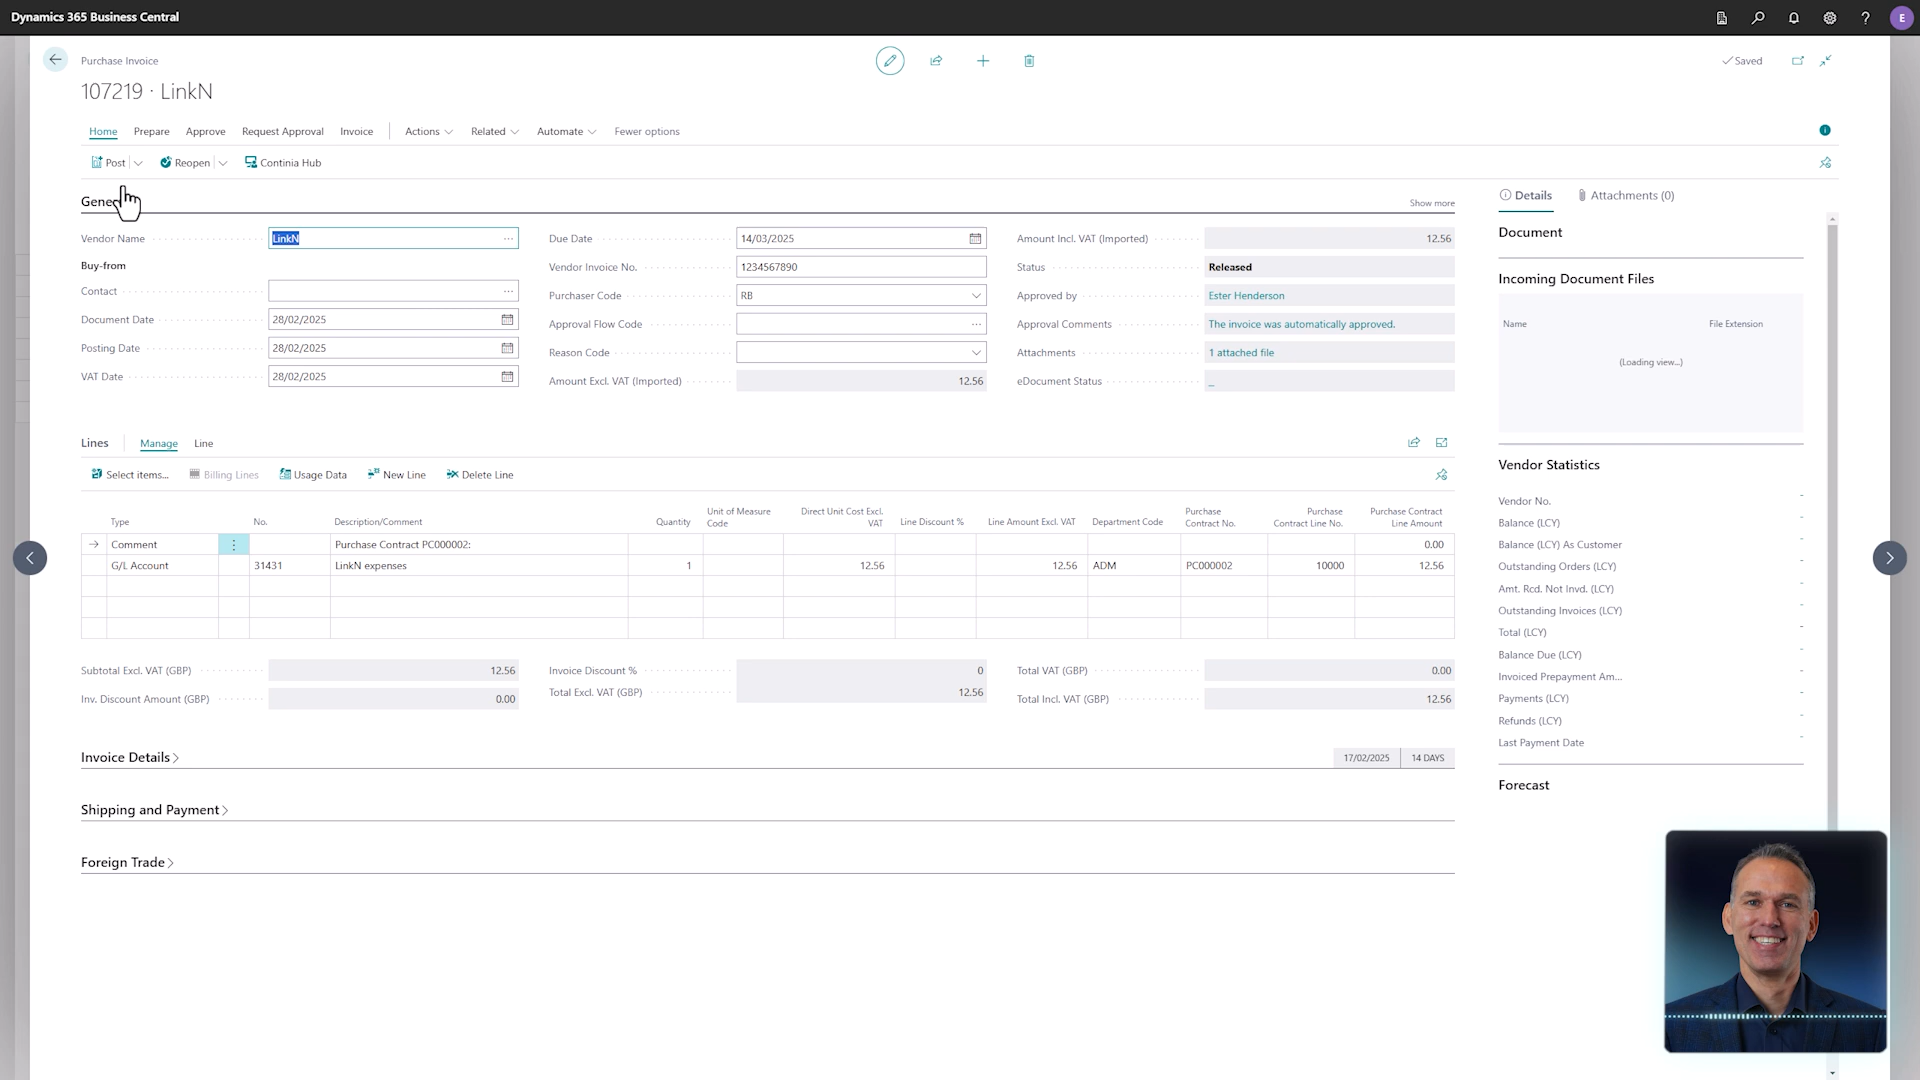 Dynamics 365 Business Central
E
Purchase Invoice
Saved
107219 · LinkN
Home Prepare Approve Request Approval Invoice Actions Related Automate Fewer options
Post Reopen Continia Hub
Show more
Vendor Name LinkN
Buy-from
Contact
Document Date 28/02/2025
Posting Date 28/02/2025
VAT Date 28/02/2025
Due Date 14/03/2025
Vendor Invoice No. 1234567890
Purchaser Code RB
Approval Flow Code
Reason Code
Amount Excl. VAT (Imported) 12.56
Amount Incl. VAT (Imported) 12.56
Status Released
Approved by Ester Henderson
Approval Comments The invoice was automatically approved.
Attachments 1 attached file
eDocument Status _
Lines Manage Line
Select items... Billing Lines Usage Data New Line Delete Line
Type No. Description/Comment Quantity Unit of Measure Code Direct Unit Cost Excl. VAT Line Discount % Line Amount Excl. VAT Department Code Purchase Contract No. Purchase Contract Line No. Purchase Contract Line Amount
Comment Purchase Contract PC000002: 0.00
G/L Account 31431 LinkN expenses 1 12.56 12.56 ADM PC000002 10000 12.56
Subtotal Excl. VAT (GBP) 12.56
Inv. Discount Amount (GBP) 0.00
Invoice Discount % 0
Total Excl. VAT (GBP) 12.56
Total VAT (GBP) 0.00
Total Incl. VAT (GBP) 12.56
Invoice Details 17/02/2025 14 DAYS
Shipping and Payment
Foreign Trade
Details Attachments (0)
Document
Incoming Document Files
Name File Extension
(Loading view...)
Vendor Statistics
Vendor No. -
Balance (LCY) -
Balance (LCY) As Customer -
Outstanding Orders (LCY) -
Amt. Rcd. Not Invd. (LCY) -
Outstanding Invoices (LCY) -
Total (LCY) -
Balance Due (LCY) -
Invoiced Prepayment Am... -
Payments (LCY) -
Refunds (LCY) -
Last Payment Date -
Forecast